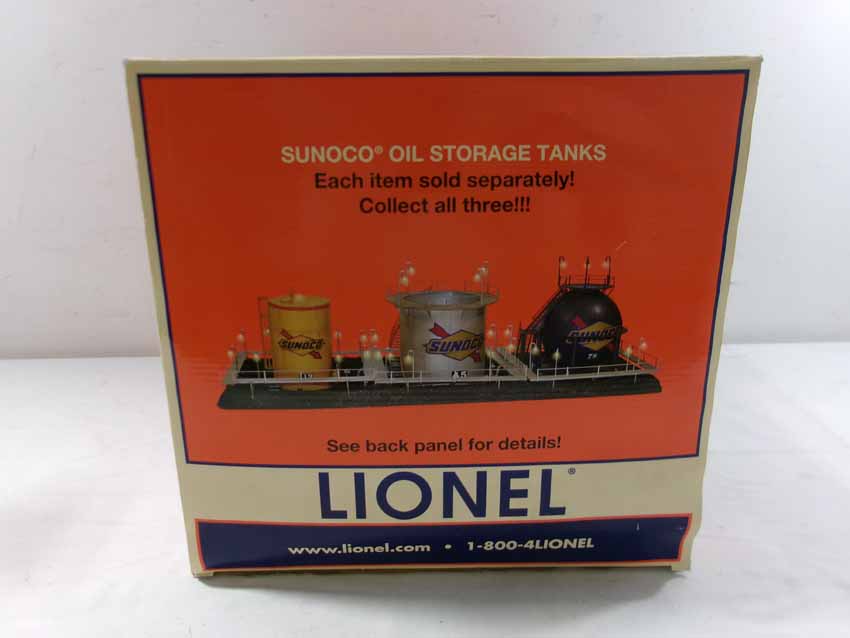 SUNOCO® OIL STORAGE TANKS
Each item sold separately!
Collect all three!!!
SUNOCO
SUNOCO
SUNOCO
See back panel for details!
LIONEL®
www.lionel.com • 1-800-4LIONEL